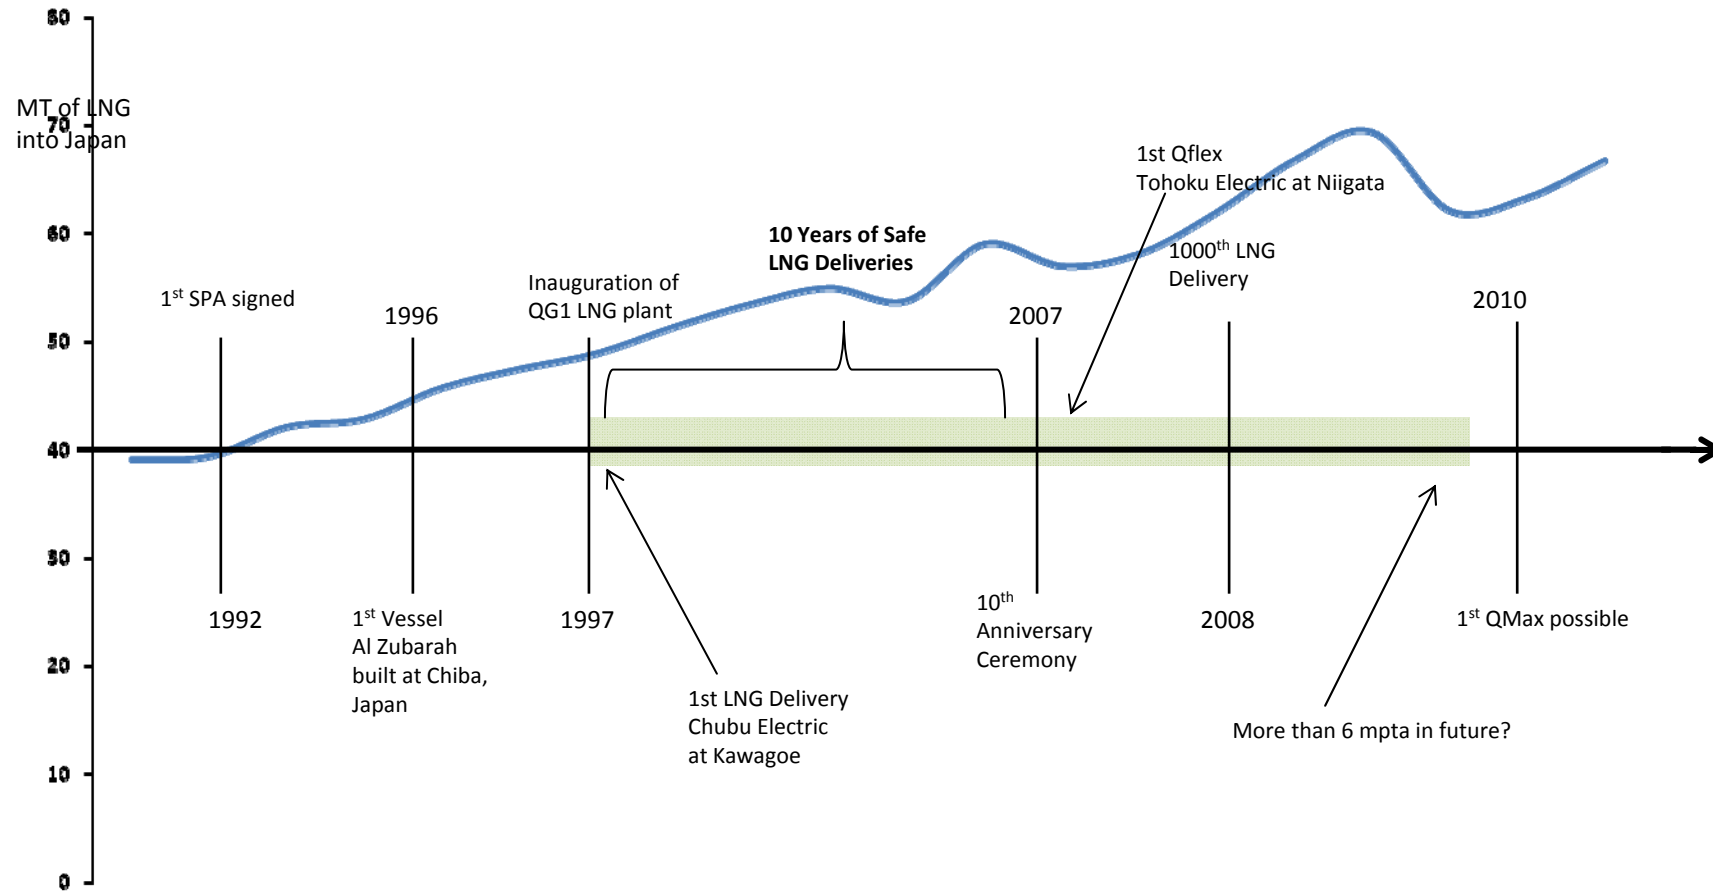 80
MT of LNG
into Japan
70
60
50
40
30
20
10
0
1st SPA signed
1992
1996
1st Vessel
Al Zubarah
built at Chiba,
Japan
Inauguration of
QG1 LNG plant
1997
1st LNG Delivery
Chubu Electric
at Kawagoe
10 Years of Safe
LNG Deliveries
2007
10th
Anniversary
Ceremony
1st Qflex
Tohoku Electric at Niigata
1000th LNG
Delivery
2008
2010
1st QMax possible
More than 6 mpta in future?